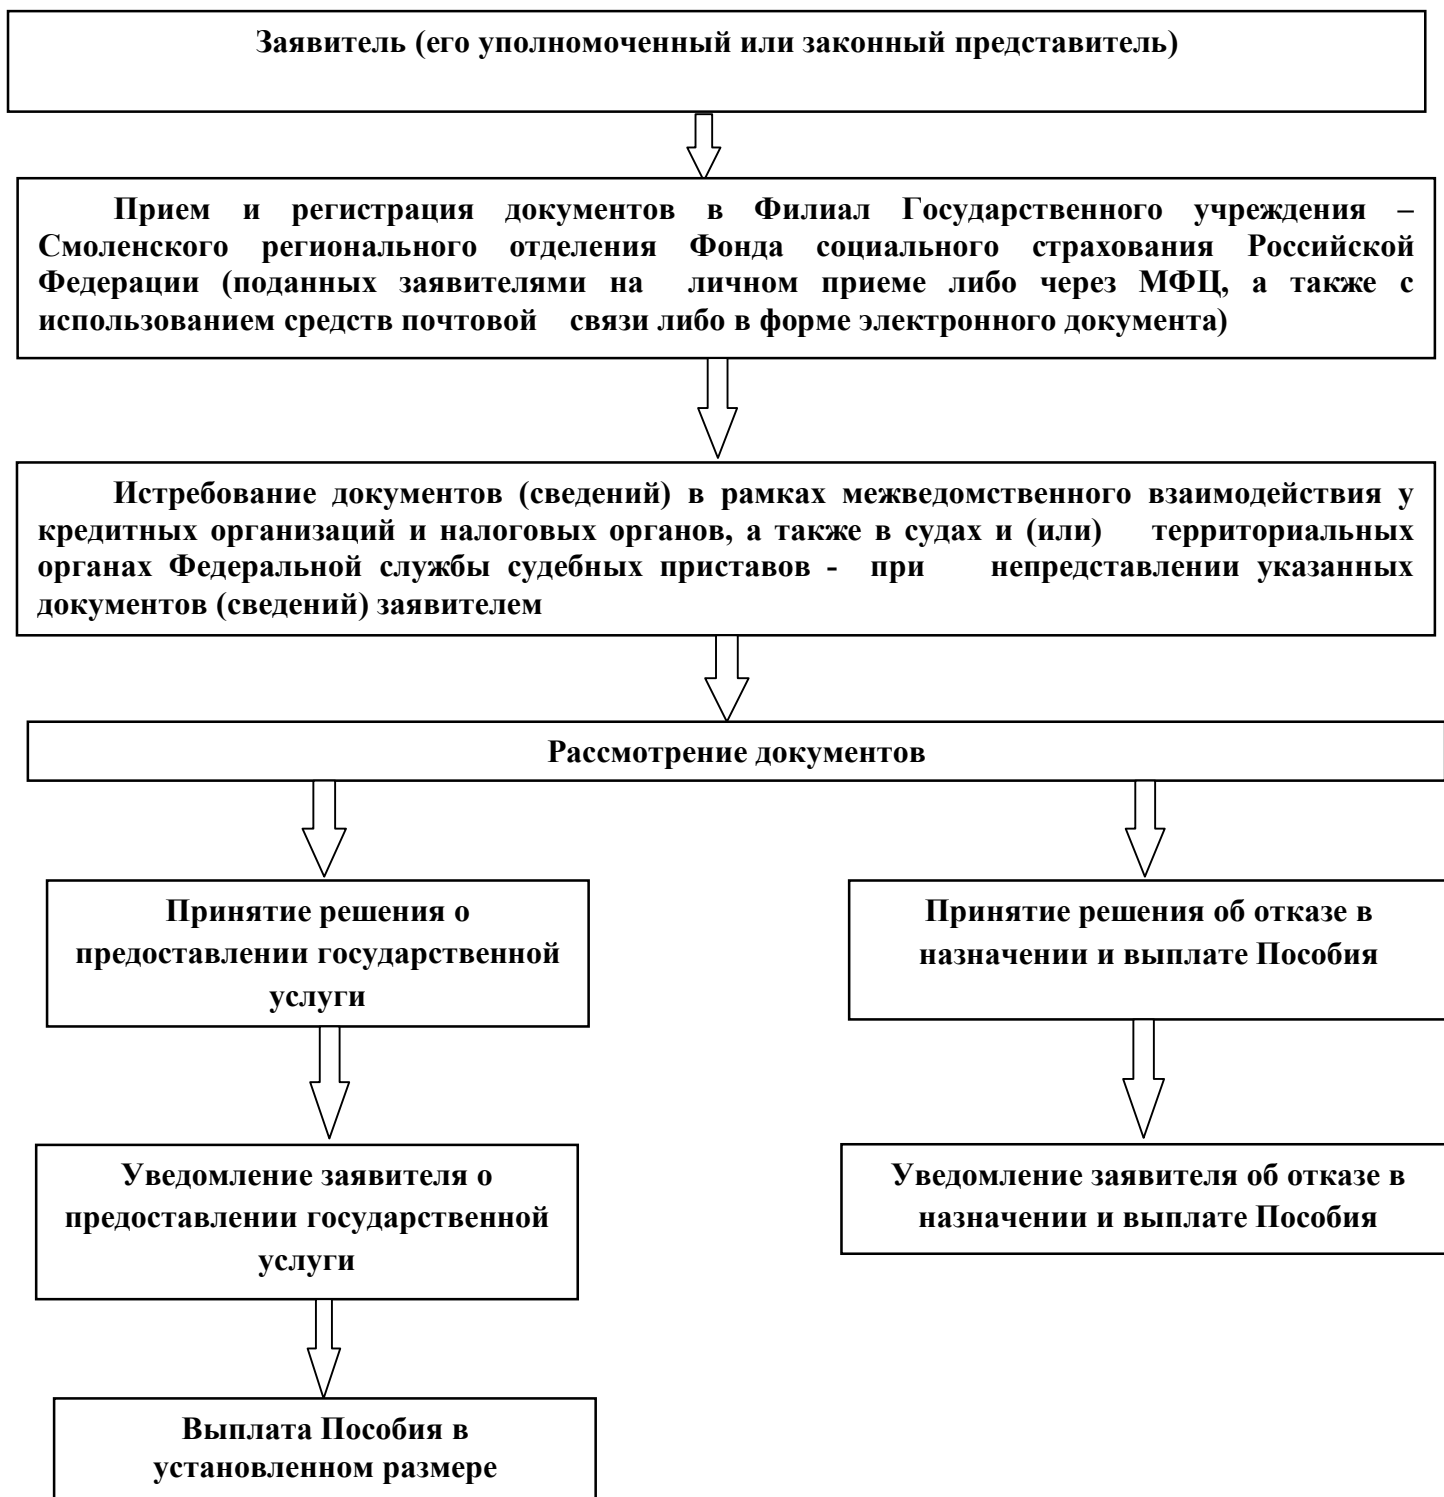 Заявитель (его уполномоченный или законный представитель)
Прием и регистрация документов в Филиал Государственного учреждения –
Смоленского регионального отделения Фонда социального страхования Российской
Федерации (поданных заявителями на личном приеме либо через МФЦ, а также с
использованием средств почтовой связи либо в форме электронного документа)
Истребование документов (сведений) в рамках межведомственного взаимодействия у
кредитных организаций и налоговых органов, а также в судах и (или) территориальных
органах Федеральной службы судебных приставов - при непредставлении указанных
документов (сведений) заявителем
Рассмотрение документов
Принятие решения о
предоставлении государственной
услуги
Принятие решения об отказе в
назначении и выплате Пособия
Уведомление заявителя о
предоставлении государственной
услуги
Уведомление заявителя об отказе в
назначении и выплате Пособия
Выплата Пособия в
установленном размере